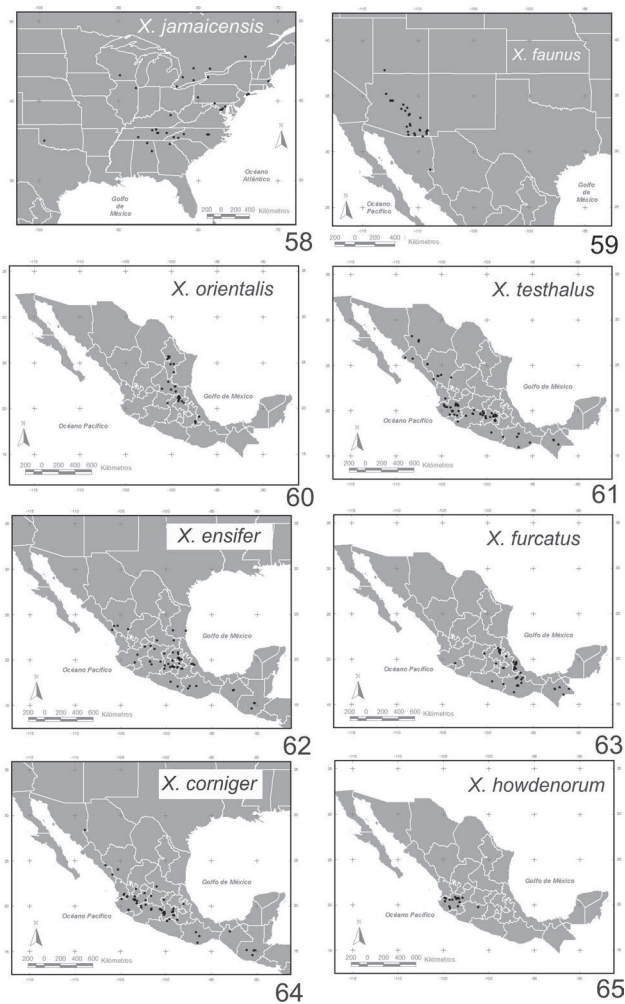 X. jamaicensis
Golfo
de
México
Océano
Atlántico
200 0 200 400 Kilómetros
58
X. faunus
Océano
Pacífico
Golfo
de
México
200 0 200 400 Kilómetros
59
X. orientalis
Golfo de México
Océano Pacífico
200 0 200 400 600 Kilómetros
60
X. testhalus
Golfo de México
Océano Pacífico
200 0 200 400 600 Kilómetros
61
X. ensifer
Golfo de México
Océano Pacífico
200 0 200 400 600 Kilómetros
62
X. furcatus
Golfo de México
Océano Pacífico
200 0 200 400 600 Kilómetros
63
X. corniger
Golfo de México
Océano Pacífico
200 0 200 400 600 Kilómetros
64
X. howdenorum
Golfo de México
Océano Pacífico
200 0 200 400 600 Kilómetros
65